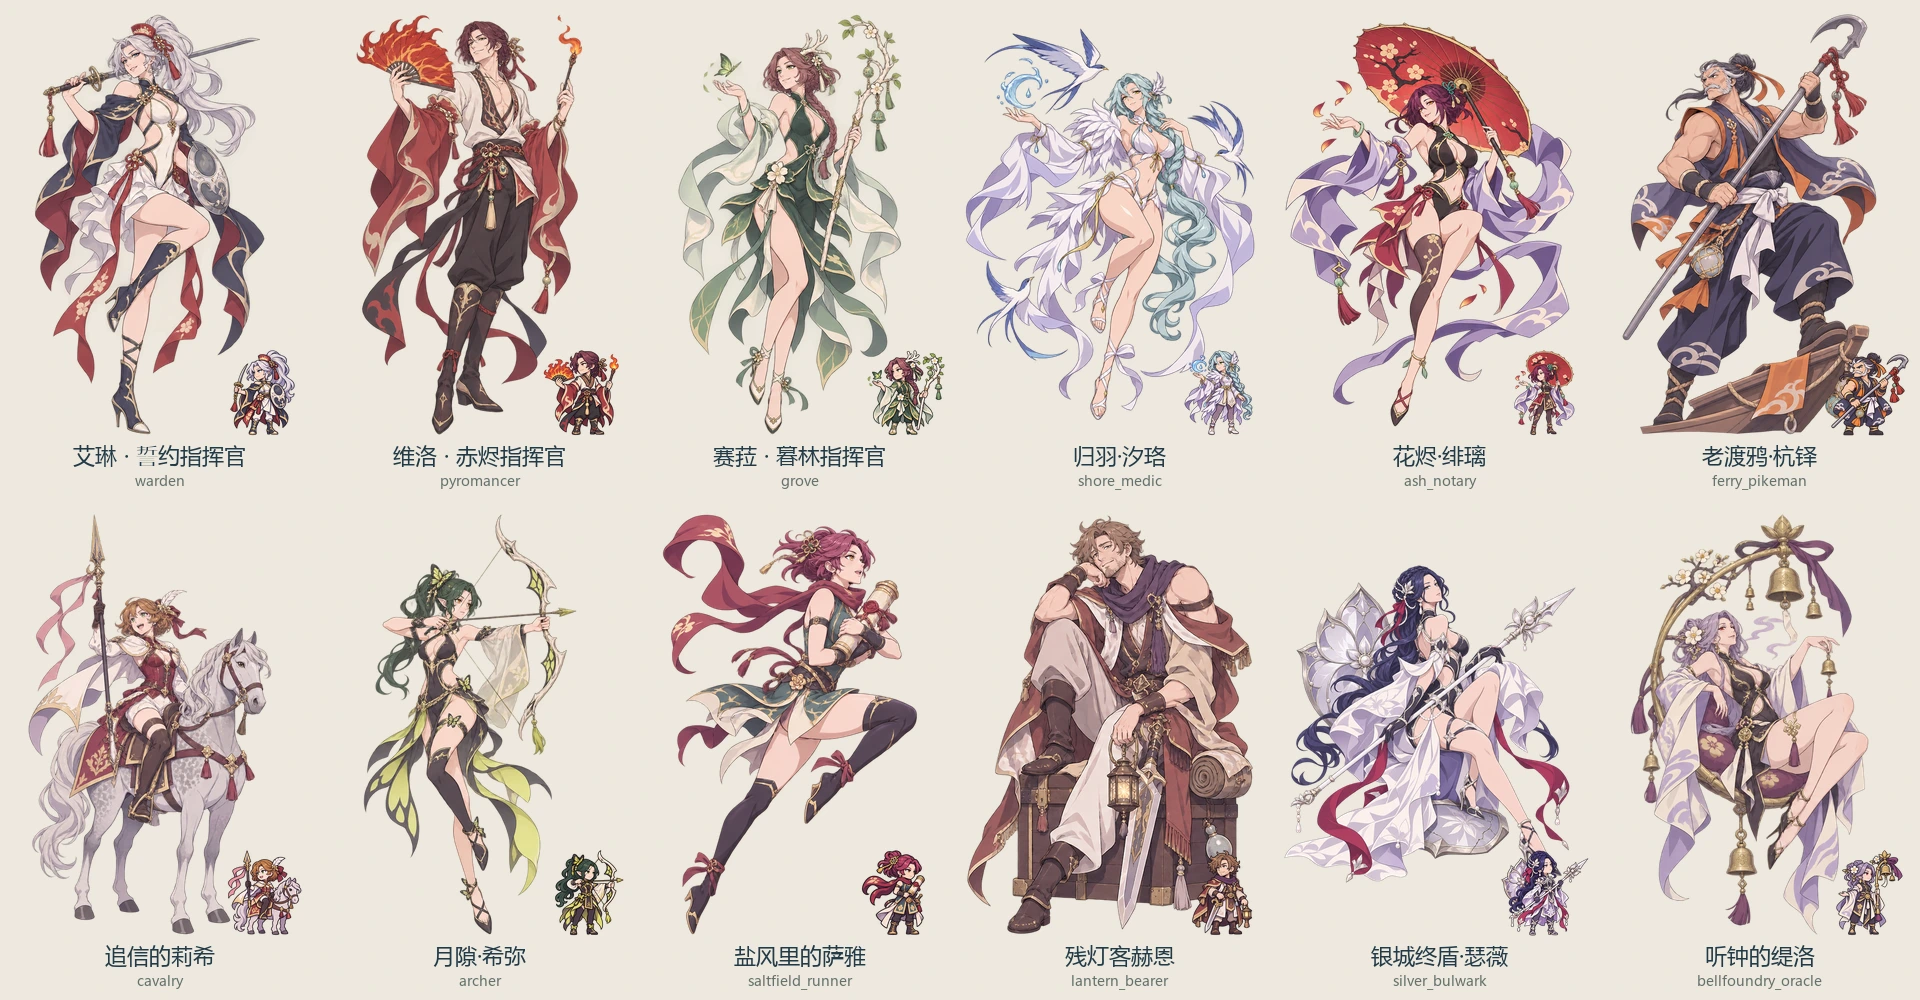 艾琳 · 誓约指挥官
warden
维洛 · 赤烬指挥官
pyromancer
赛菈 · 暮林指挥官
grove
归羽·汐珞
shore_medic
花烬·绯璃
ash_notary
老渡鸦·杭铎
ferry_pikeman
追信的莉希
cavalry
月隙·希弥
archer
盐风里的萨雅
saltfield_runner
残灯客赫恩
lantern_bearer
银城终盾·瑟薇
silver_bulwark
听钟的缇洛
bellfoundry_oracle